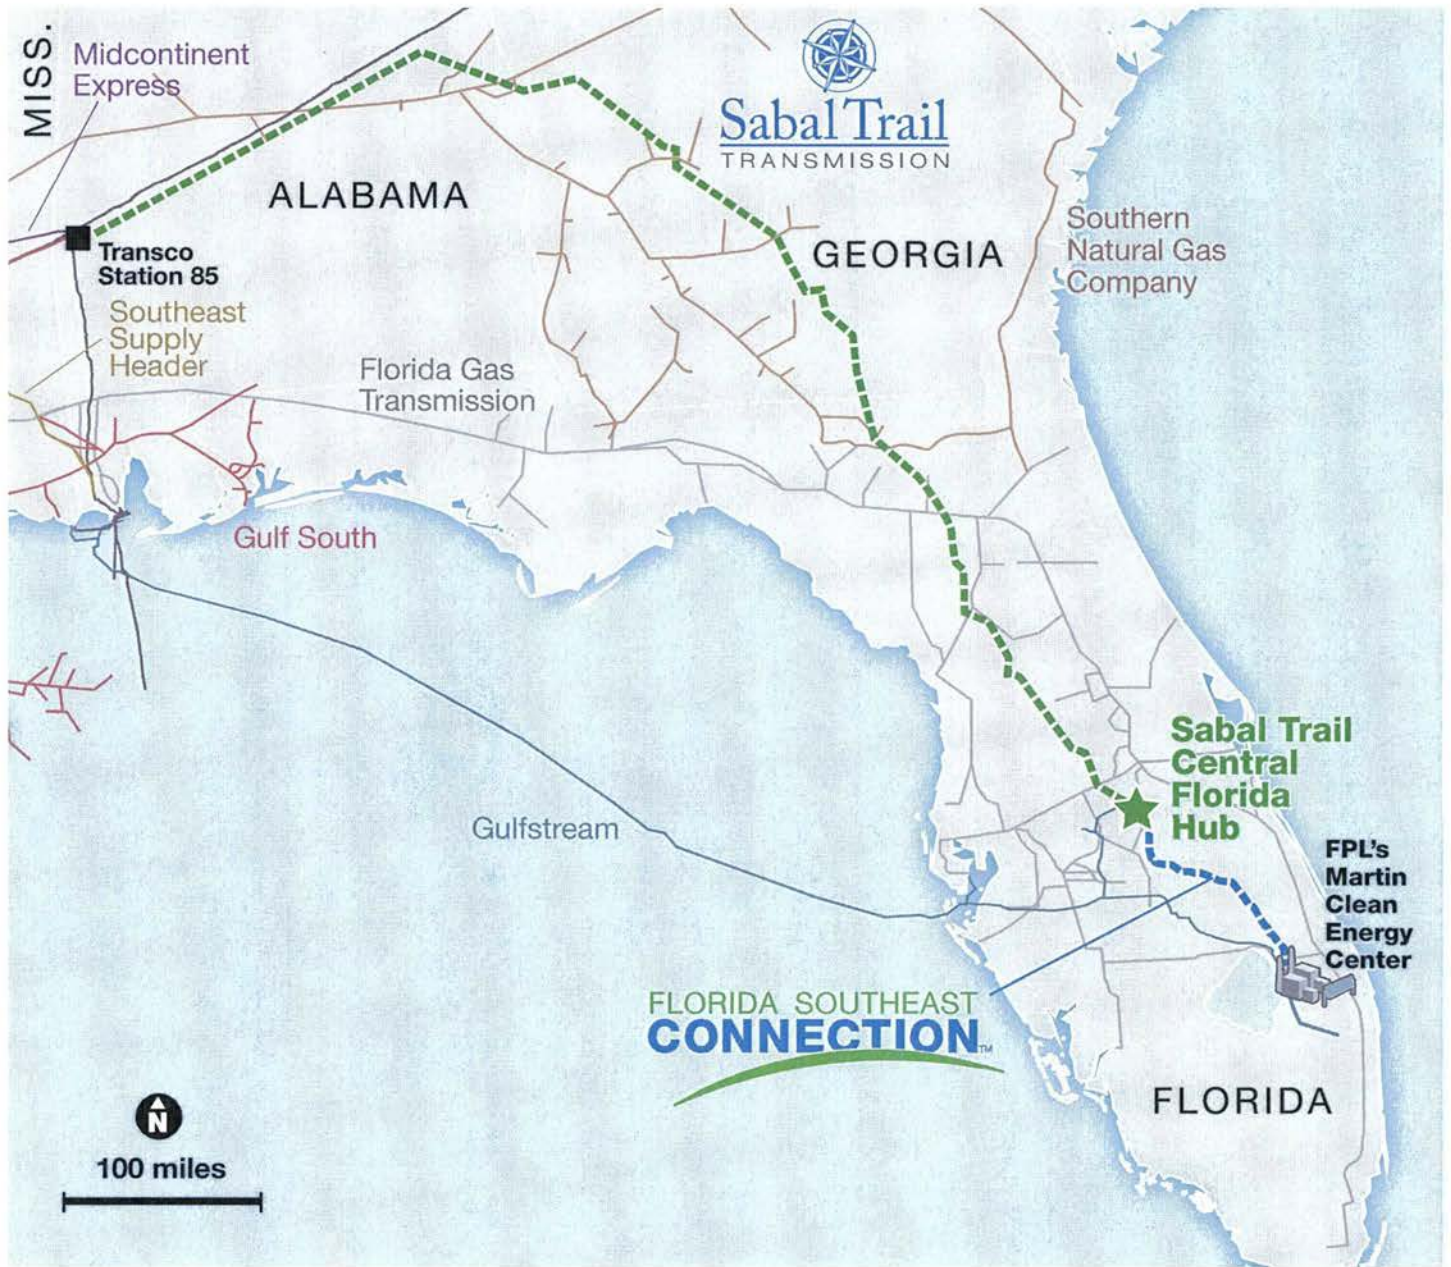 MISS.
Midcontinent
Express
Sabal Trail
TRANSMISSION
ALABAMA
Transco
Station 85
GEORGIA
Southern
Natural Gas
Company
Southeast
Supply
Header
Florida Gas
Transmission
Gulf South
Sabal Trail
Central
Florida
Hub
Gulfstream
FPL's
Martin
Clean
Energy
Center
FLORIDA SOUTHEAST
CONNECTION™
N
100 miles
FLORIDA